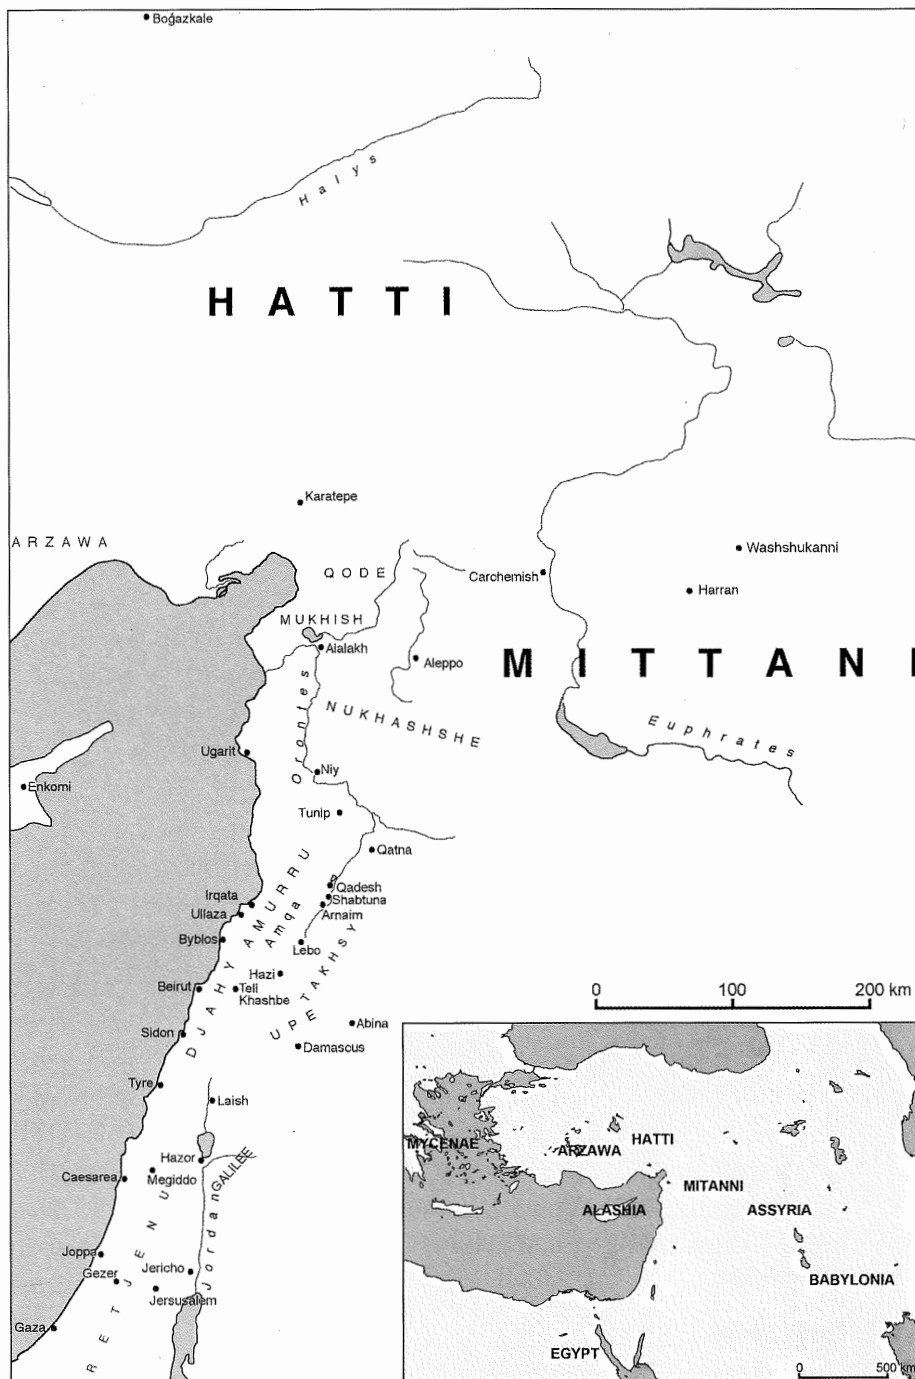 Boğazkale
Halys
HATTI
Karatepe
ARZAWA
QODE
Washshukanni
Carchemish
Harran
MUKHISH
Alalakh
Aleppo
MITTANI
Orontes
NUKHASHSHE
Euphrates
Ugarit
Niy
Enkomi
Tunip
Qatna
AMURRU
Amqa
Qadesh
Irqata
Shabtuna
Ullaza
Arnaim
Byblos
Lebo
TAKHSY
Hazi
DJAHY
Beirut
Tell
Khashbe
0 100 200 km
UPE
Abina
Sidon
Damascus
Tyre
Laish
Hazor
GALILEE
Caesarea
Megiddo
Jordan
RETJENU
Joppa
Jericho
Gezer
Jersusalem
Gaza
MYCENAE
HATTI
ARZAWA
MITANNI
ALASHIA
ASSYRIA
BABYLONIA
EGYPT
0 500 km